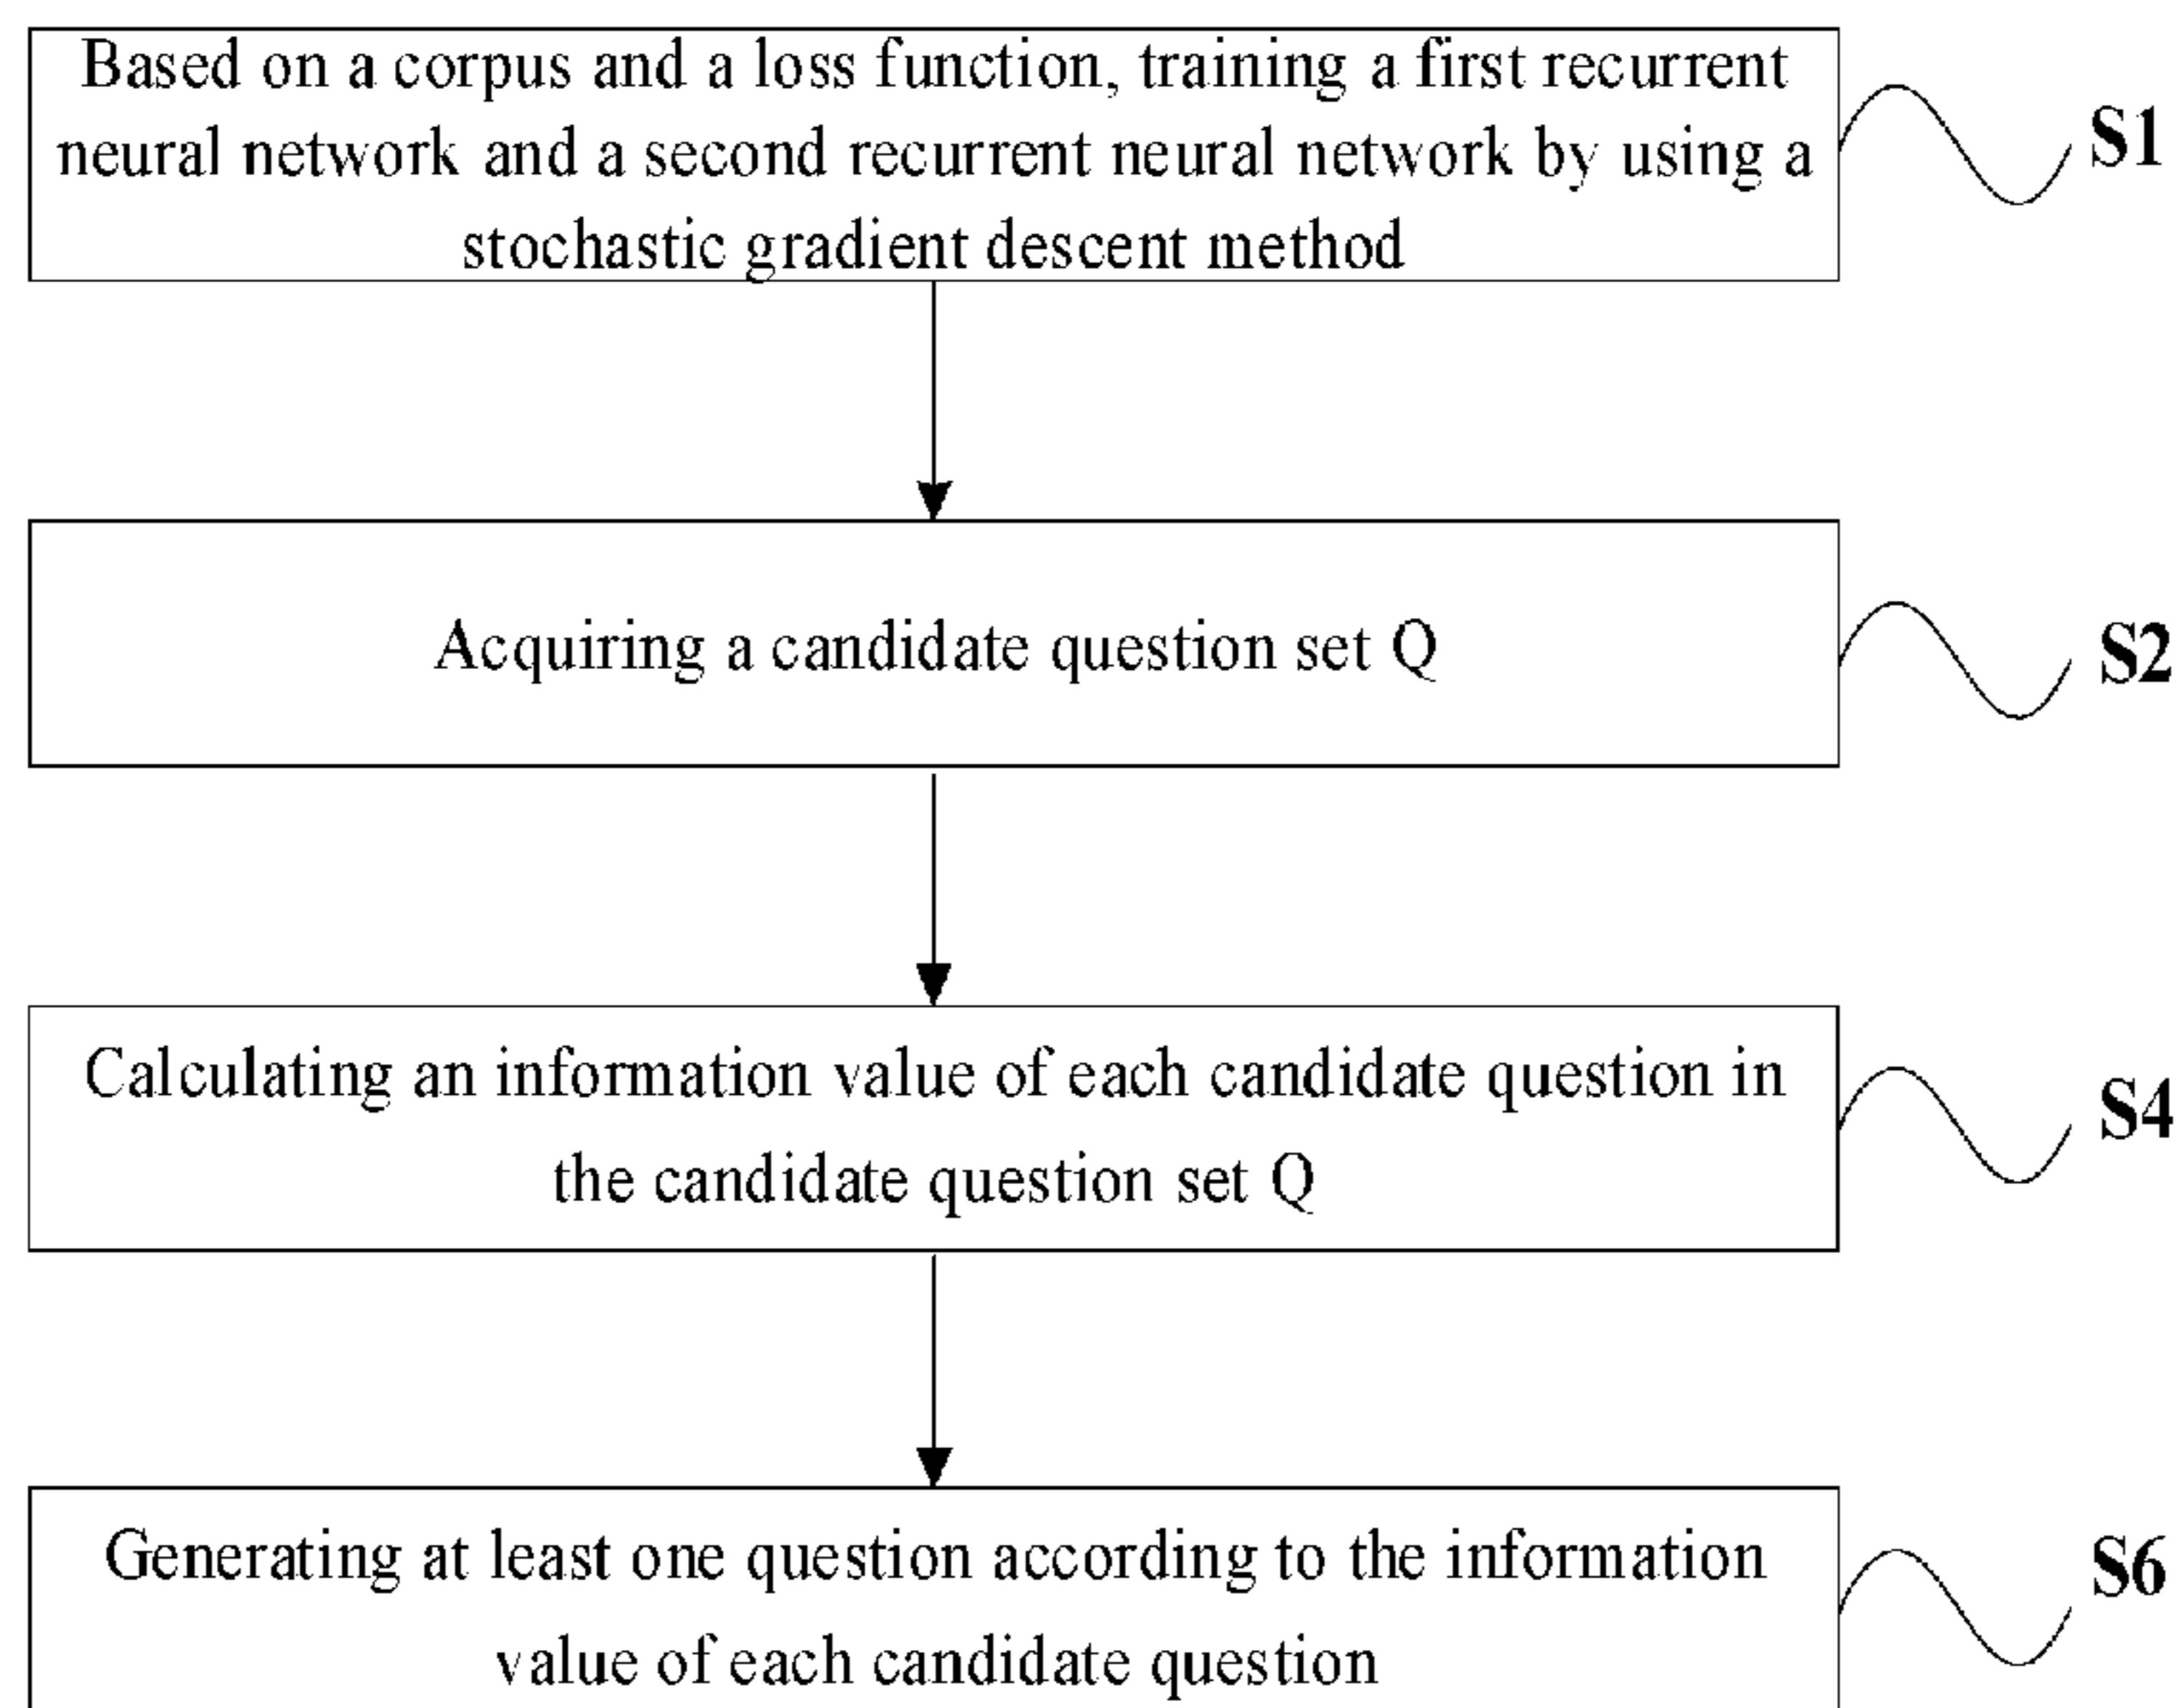 Based on a corpus and a loss function, training a first recurrent
neural network and a second recurrent neural network by using a
stochastic gradient descent method
S1
Acquiring a candidate question set Q
S2
Calculating an information value of each candidate question in
the candidate question set Q
S4
Generating at least one question according to the information
value of each candidate question
S6